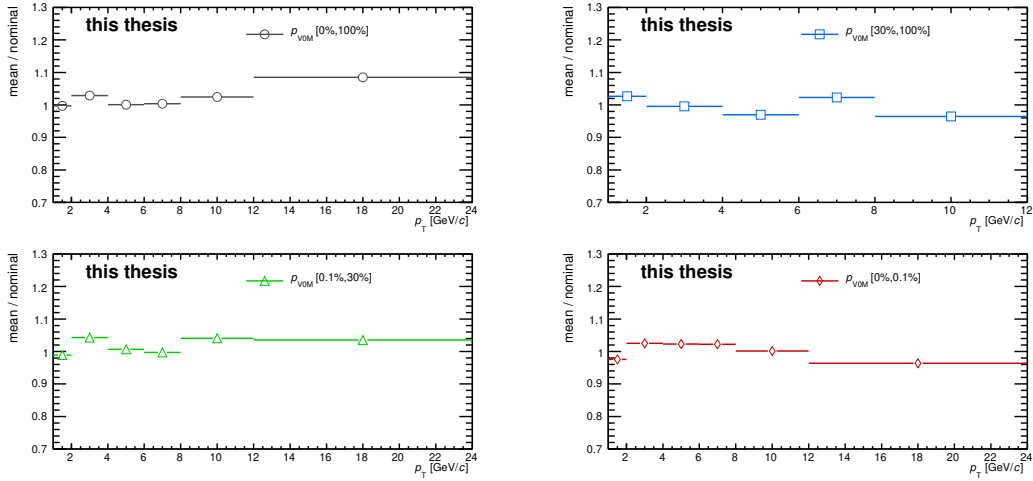 this thesis
p_V0M [0%,100%]
mean / nominal
1.3
1.2
1.1
1
0.9
0.8
0.7
2 4 6 8 10 12 14 16 18 20 22 24
p_T [GeV/c]
this thesis
p_V0M [30%,100%]
mean / nominal
1.3
1.2
1.1
1
0.9
0.8
0.7
2 4 6 8 10 12
p_T [GeV/c]
this thesis
p_V0M [0.1%,30%]
mean / nominal
1.3
1.2
1.1
1
0.9
0.8
0.7
2 4 6 8 10 12 14 16 18 20 22 24
p_T [GeV/c]
this thesis
p_V0M [0%,0.1%]
mean / nominal
1.3
1.2
1.1
1
0.9
0.8
0.7
2 4 6 8 10 12 14 16 18 20 22 24
p_T [GeV/c]